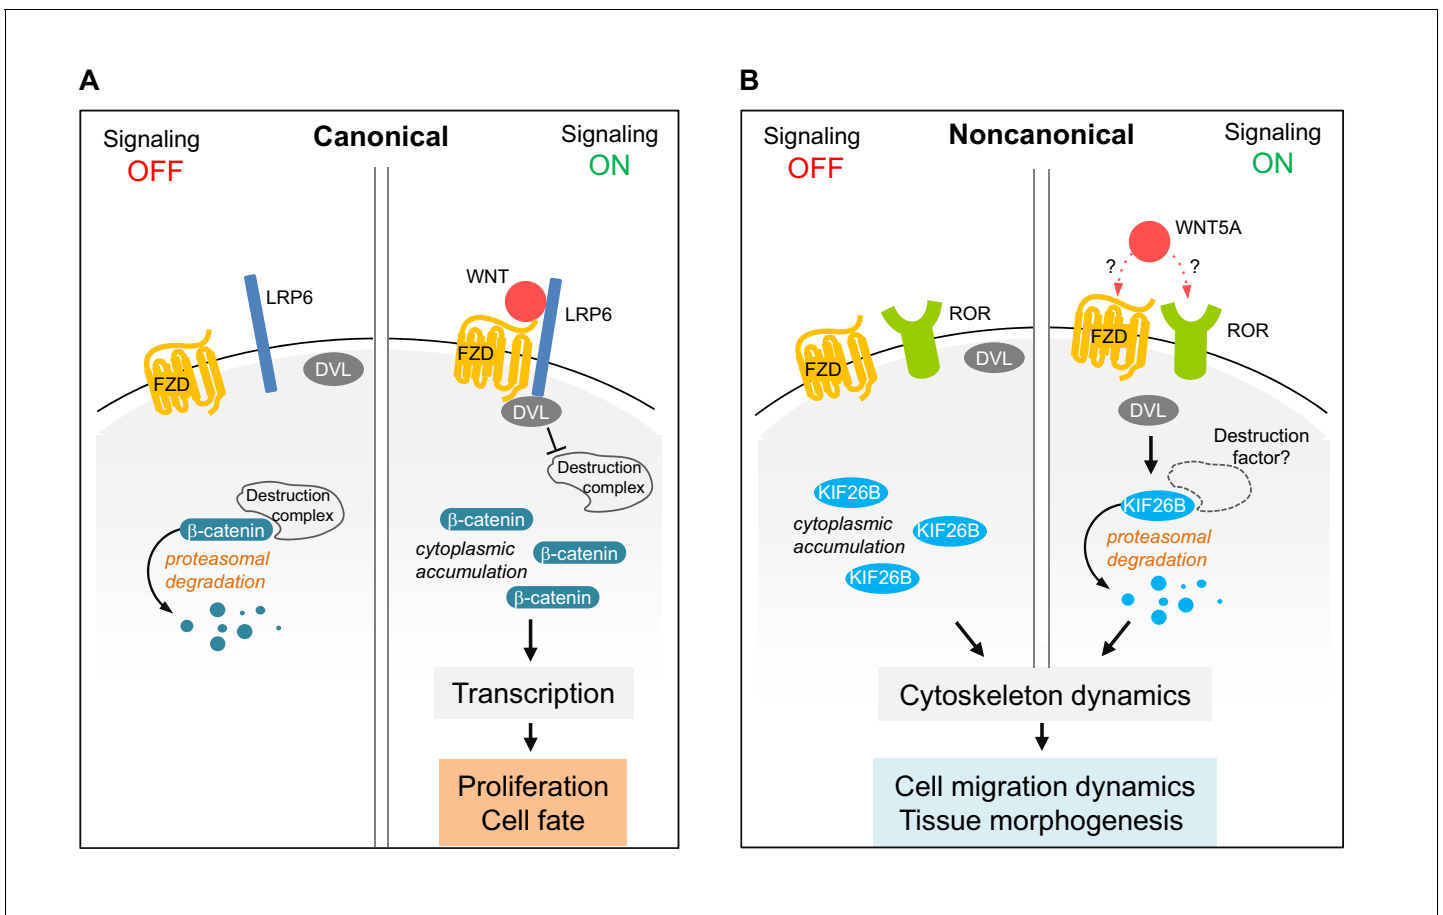 A
Signaling
OFF
Canonical
Signaling
ON
LRP6
FZD
DVL
Destruction
complex
β-catenin
proteasomal
degradation
WNT
LRP6
FZD
DVL
Destruction
complex
β-catenin
cytoplasmic
accumulation
β-catenin
β-catenin
Transcription
Proliferation
Cell fate
B
Signaling
OFF
Noncanonical
Signaling
ON
ROR
DVL
FZD
KIF26B
cytoplasmic
accumulation
KIF26B
KIF26B
WNT5A
?
?
FZD
ROR
DVL
Destruction
factor?
KIF26B
proteasomal
degradation
Cytoskeleton dynamics
Cell migration dynamics
Tissue morphogenesis